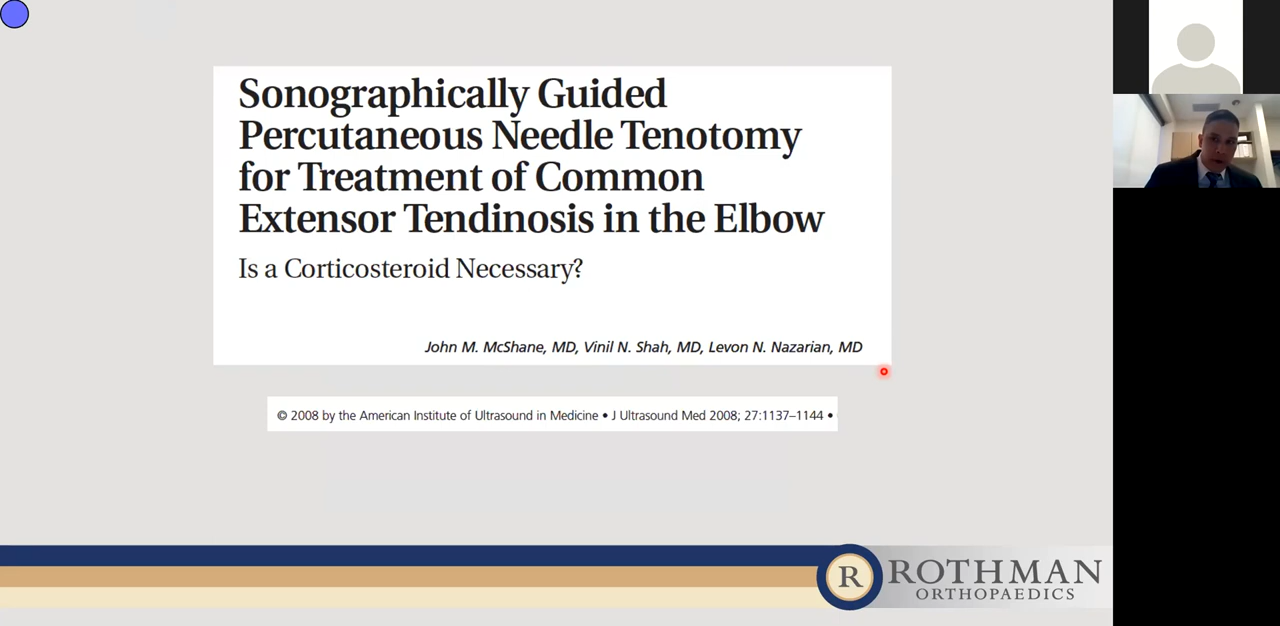 Sonographically Guided
Percutaneous Needle Tenotomy
for Treatment of Common
Extensor Tendinosis in the Elbow
Is a Corticosteroid Necessary?
John M. McShane, MD, Vinil N. Shah, MD, Levon N. Nazarian, MD
© 2008 by the American Institute of Ultrasound in Medicine • J Ultrasound Med 2008; 27:1137–1144 •
R ROTHMAN
ORTHOPAEDICS